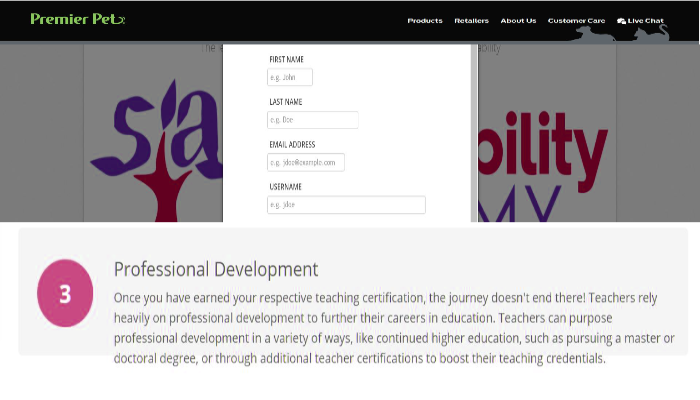 Premier Pet
Products Retailers About Us Customer Care Live Chat
The
FIRST NAME
e.g. John
LAST NAME
e.g. Doe
EMAIL ADDRESS
e.g. jdoe@example.com
USERNAME
e.g. jdoe
sta bility
MY
3
Professional Development
Once you have earned your respective teaching certification, the journey doesn't end there! Teachers rely
heavily on professional development to further their careers in education. Teachers can purpose
professional development in a variety of ways, like continued higher education, such as pursuing a master or
doctoral degree, or through additional teacher certifications to boost their teaching credentials.